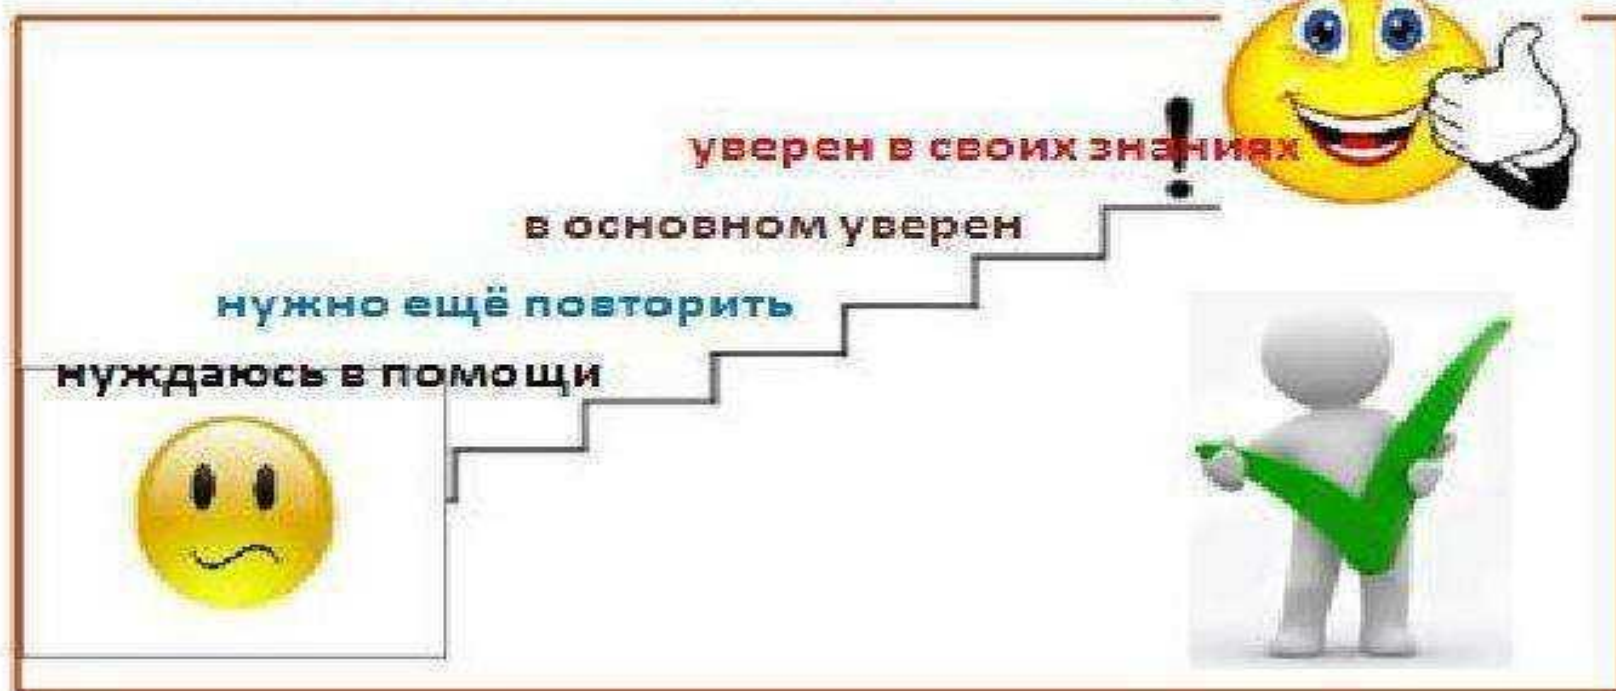 уверен в своих знаниях
!
в основном уверен
нужно ещё повторить
нуждаюсь в помощи